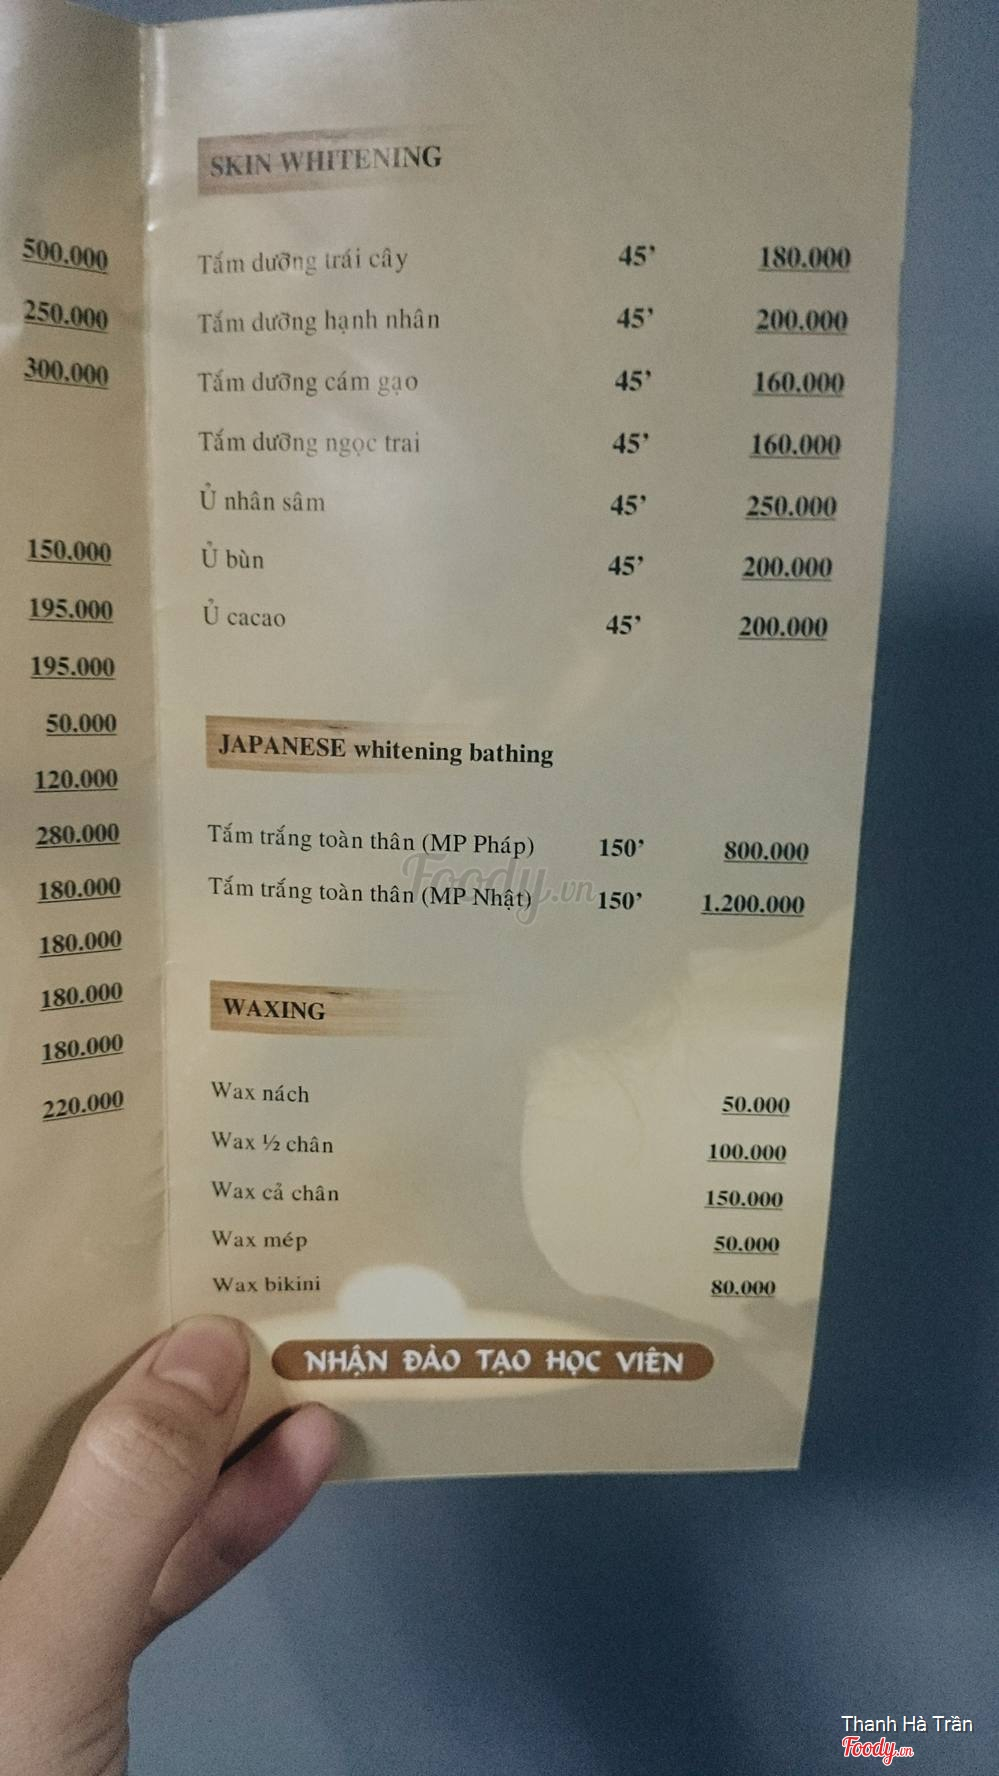 500.000
250.000
300.000
150.000
195.000
195.000
50.000
120.000
280.000
180.000
180.000
180.000
180.000
220.000
SKIN WHITENING
Tắm dưỡng trái cây 45’ 180.000
Tắm dưỡng hạnh nhân 45’ 200.000
Tắm dưỡng cám gạo 45’ 160.000
Tắm dưỡng ngọc trai 45’ 160.000
Ủ nhân sâm 45’ 250.000
Ủ bùn 45’ 200.000
Ủ cacao 45’ 200.000
JAPANESE whitening bathing
Tắm trắng toàn thân (MP Pháp) 150’ 800.000
Foody.vn
Tắm trắng toàn thân (MP Nhật) 150’ 1.200.000
WAXING
Wax nách 50.000
Wax ½ chân 100.000
Wax cả chân 150.000
Wax mép 50.000
Wax bikini 80.000
NHẬN ĐÀO TẠO HỌC VIÊN
Thanh Hà Trần
Foody.vn